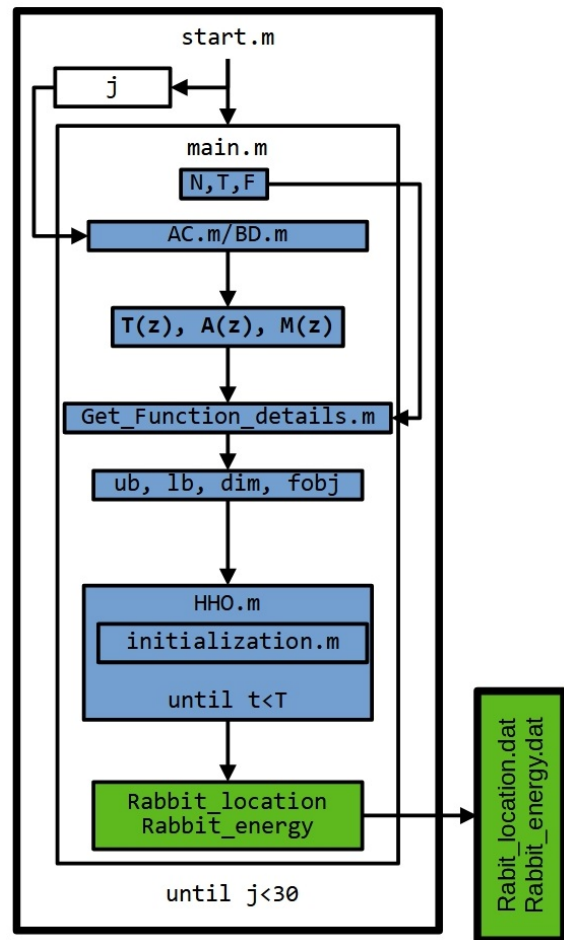 start.m
j
main.m
N,T,F
AC.m/BD.m
T(z), A(z), M(z)
Get_Function_details.m
ub, lb, dim, fobj
HHO.m
initialization.m
until t<T
Rabbit_location
Rabbit_energy
until j<30
Rabit_location.dat
Rabbit_energy.dat